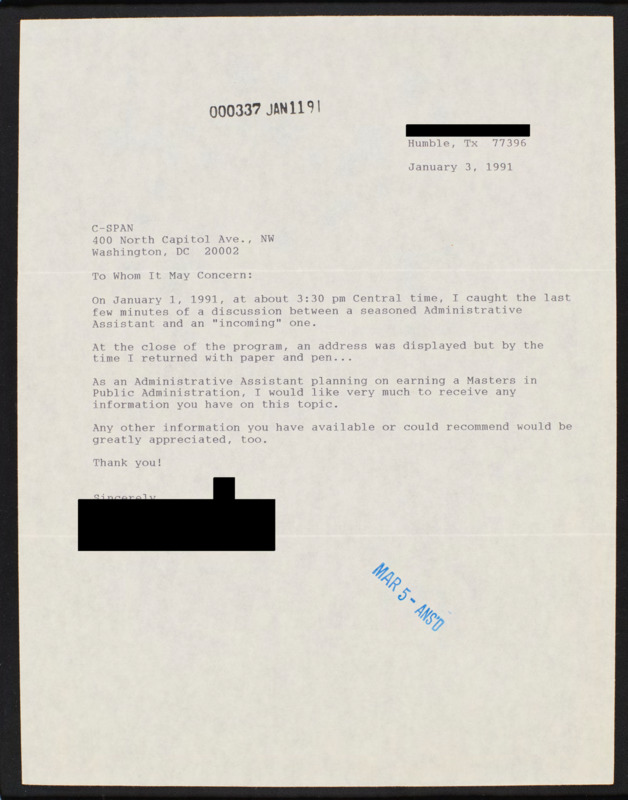 000337 JAN1191
Humble, Tx  77396
January 3, 1991
C-SPAN
400 North Capitol Ave., NW
Washington, DC  20002
To Whom It May Concern:
On January 1, 1991, at about 3:30 pm Central time, I caught the last
few minutes of a discussion between a seasoned Administrative
Assistant and an "incoming" one.
At the close of the program, an address was displayed but by the
time I returned with paper and pen...
As an Administrative Assistant planning on earning a Masters in
Public Administration, I would like very much to receive any
information you have on this topic.
Any other information you have available or could recommend would be
greatly appreciated, too.
Thank you!
Sincerely
MAR 5 - ANS'D